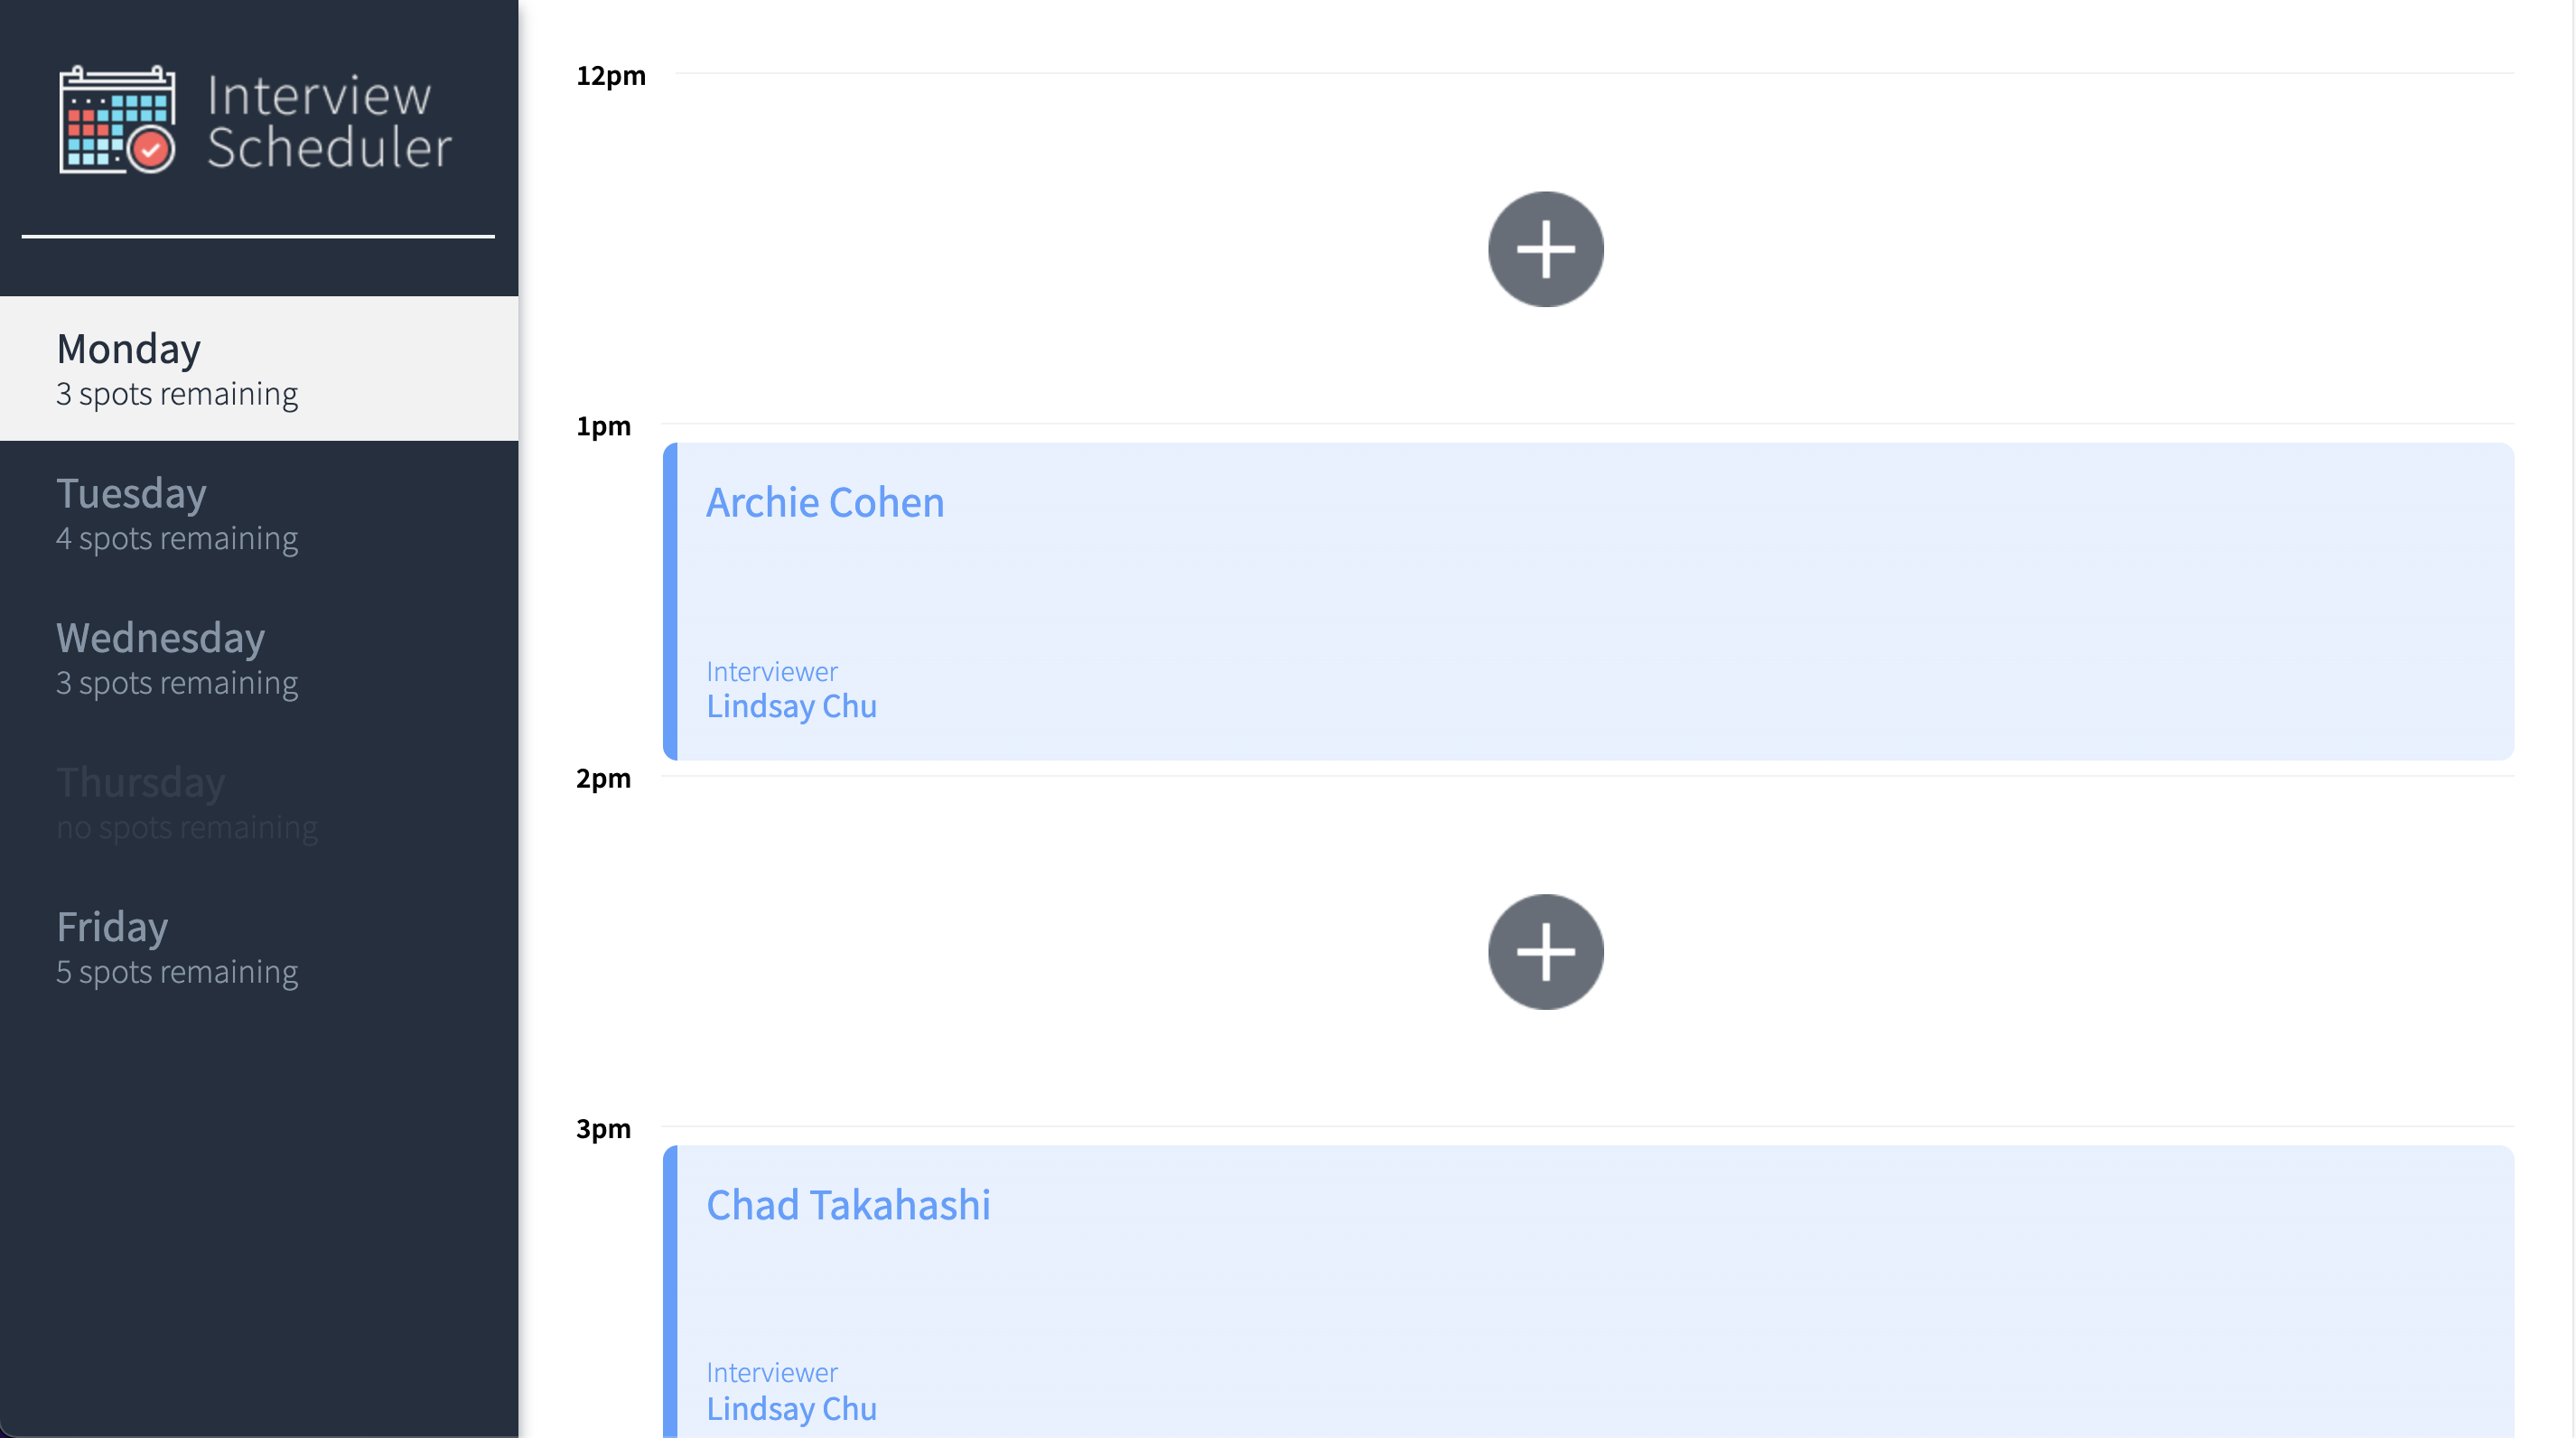 Interview
Scheduler
Monday
3 spots remaining
Tuesday
4 spots remaining
Wednesday
3 spots remaining
Thursday
no spots remaining
Friday
5 spots remaining
12pm
1pm
Archie Cohen
Interviewer
Lindsay Chu
2pm
3pm
Chad Takahashi
Interviewer
Lindsay Chu